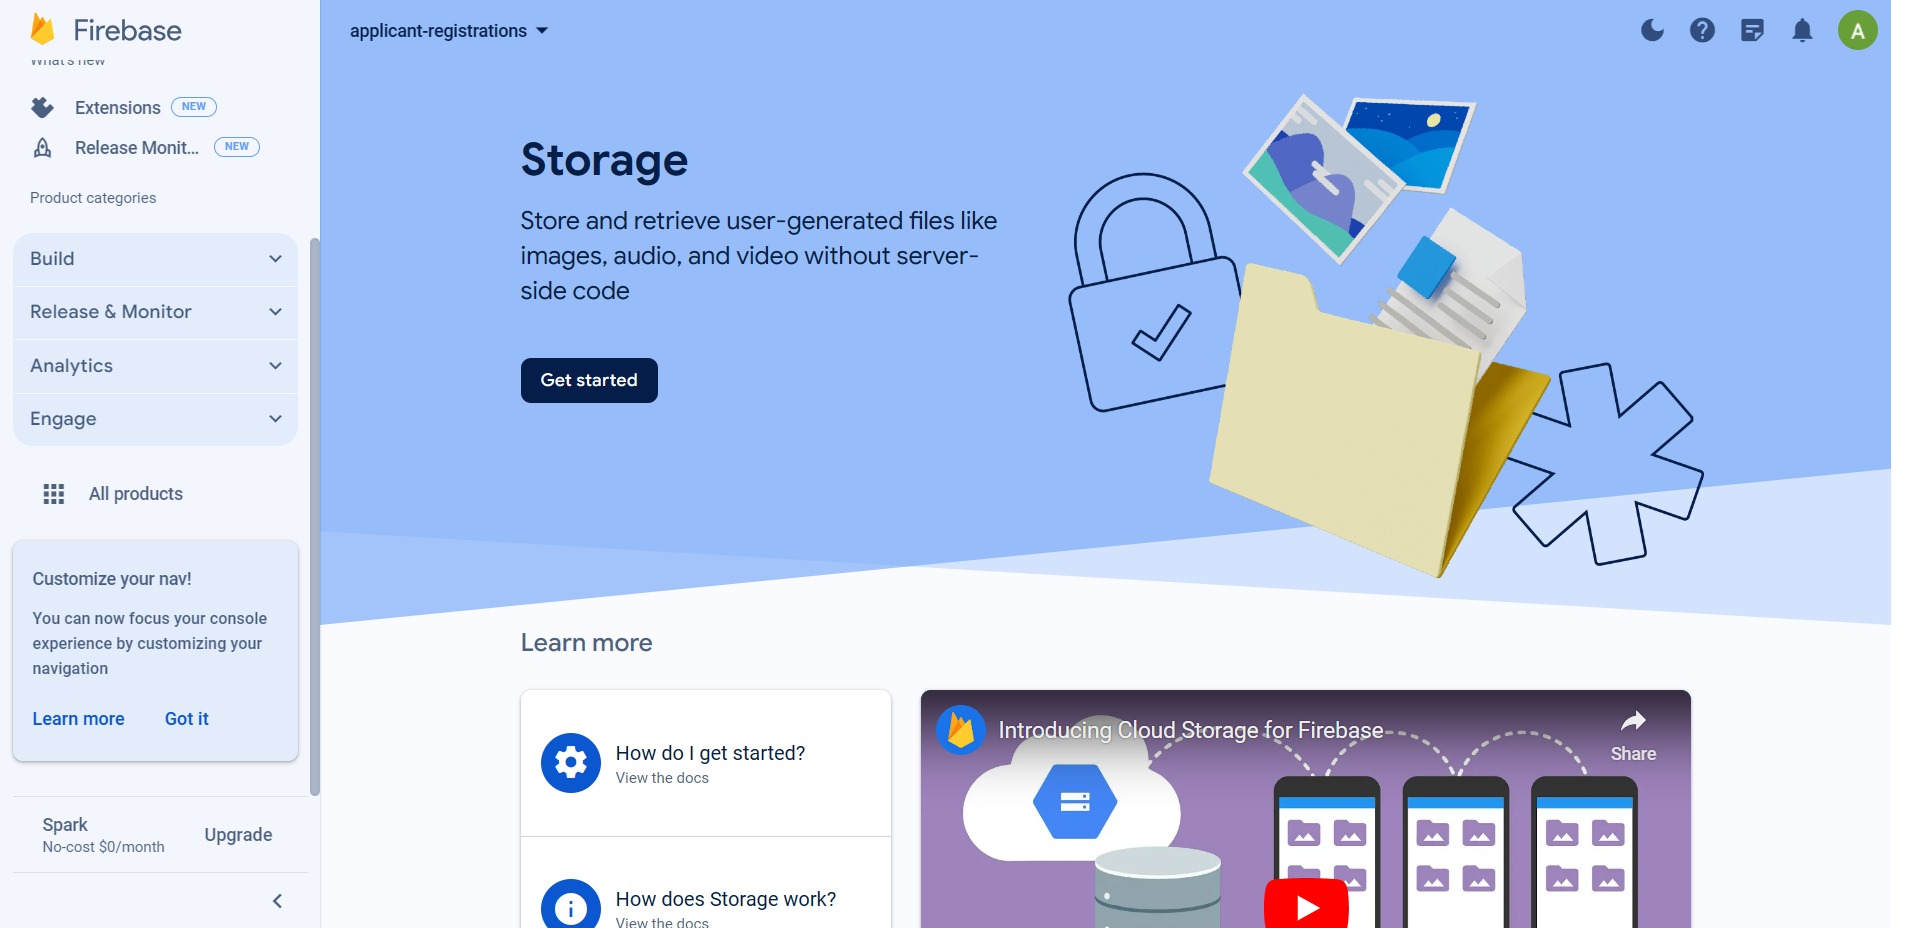 Firebase
applicant-registrations
A
What's new
Extensions
NEW
Release Monit...
NEW
Product categories
Build
Release & Monitor
Analytics
Engage
All products
Customize your nav!
You can now focus your console
experience by customizing your
navigation
Learn more
Got it
Spark
No-cost $0/month
Upgrade
Storage
Store and retrieve user-generated files like
images, audio, and video without server-
side code
Get started
Learn more
How do I get started?
View the docs
How does Storage work?
View the docs
Introducing Cloud Storage for Firebase
Share